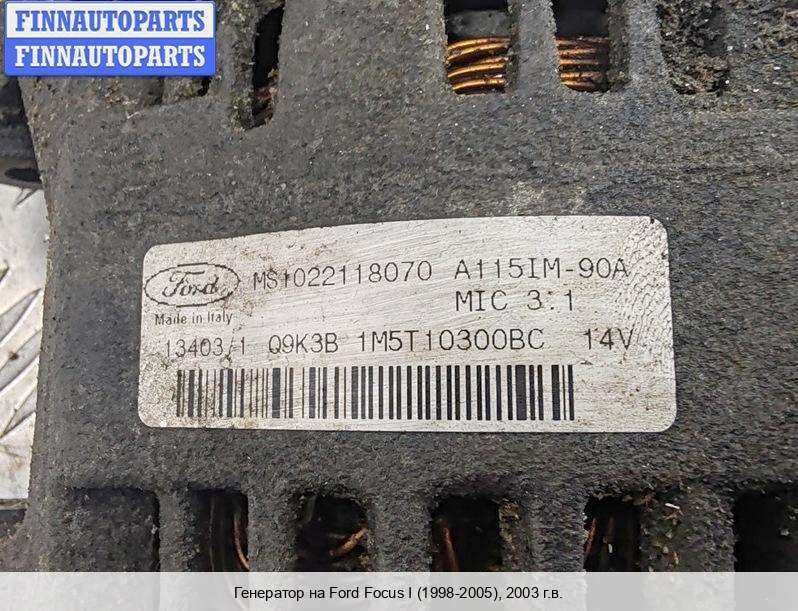 FINNAUTOPARTS
FINNAUTOPARTS
Ford
MS1022118070 A115IM-90A
Made in Italy
MIC 3:1
13403/1 Q9K3B 1M5T10300BC 14V
Генератор на Ford Focus I (1998-2005), 2003 г.в.